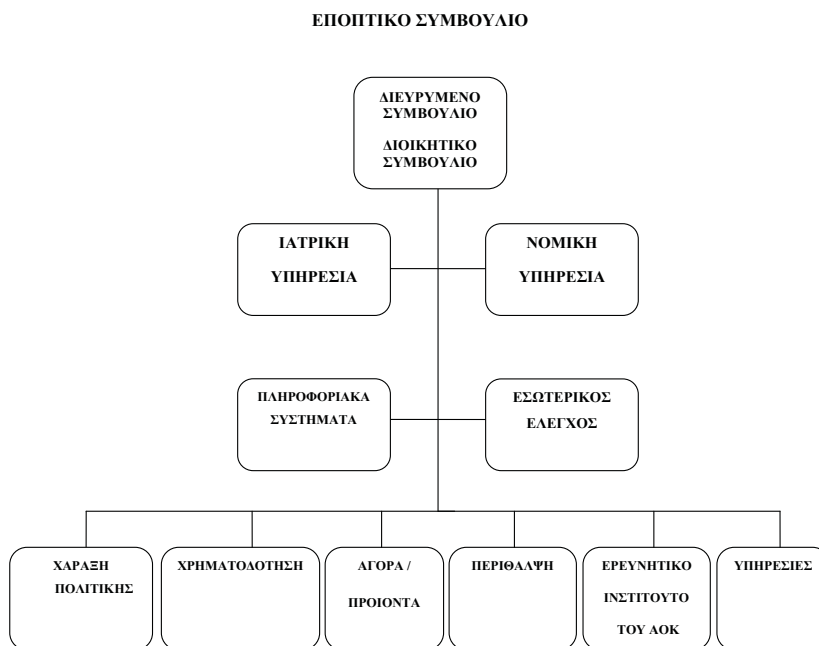 ΕΠΟΠΤΙΚΟ ΣΥΜΒΟΥΛΙΟ
ΔΙΕΥΡΥΜΕΝΟ
ΣΥΜΒΟΥΛΙΟ
ΔΙΟΙΚΗΤΙΚΟ
ΣΥΜΒΟΥΛΙΟ
ΙΑΤΡΙΚΗ
ΥΠΗΡΕΣΙΑ
ΝΟΜΙΚΗ
ΥΠΗΡΕΣΙΑ
ΠΛΗΡΟΦΟΡΙΑΚΑ
ΣΥΣΤΗΜΑΤΑ
ΕΣΩΤΕΡΙΚΟΣ
ΕΛΕΓΧΟΣ
ΧΑΡΑΞΗ
ΠΟΛΙΤΙΚΗΣ
ΧΡΗΜΑΤΟΔΟΤΗΣΗ
ΑΓΟΡΑ /
ΠΡΟΙΟΝΤΑ
ΠΕΡΙΘΑΛΨΗ
ΕΡΕΥΝΗΤΙΚΟ
ΙΝΣΤΙΤΟΥΤΟ
ΤΟΥ ΑΟΚ
ΥΠΗΡΕΣΙΕΣ